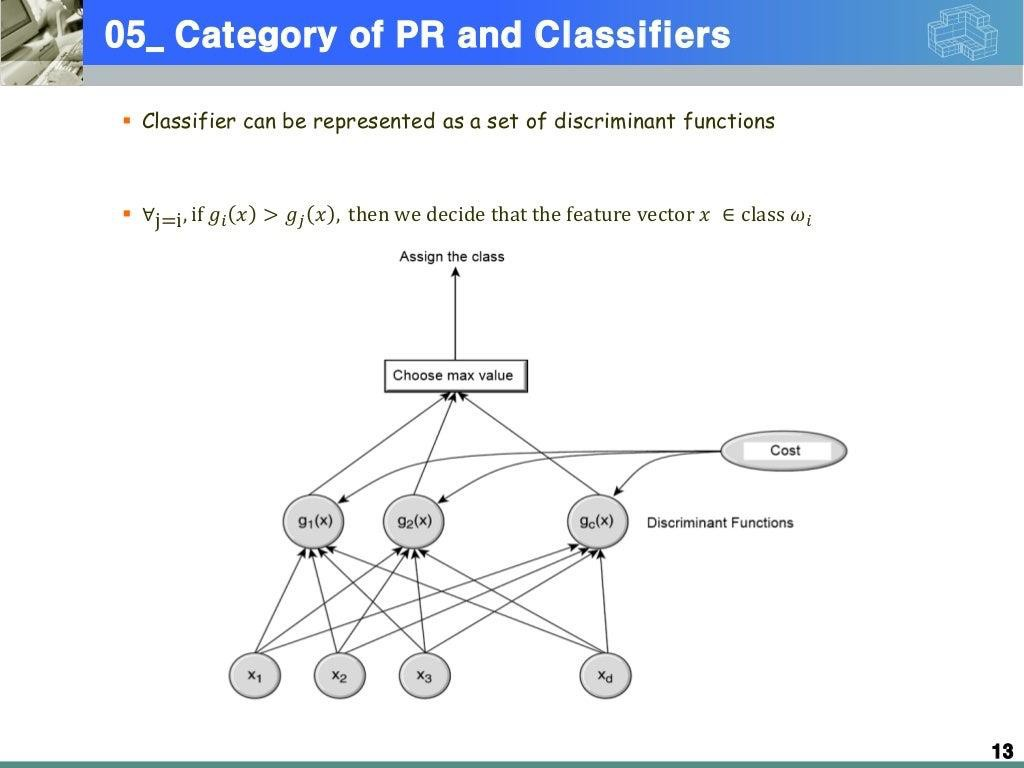 05_ Category of PR and Classifiers
▪ Classifier can be represented as a set of discriminant functions
▪ ∀j=i, if gᵢ(x) > gⱼ(x), then we decide that the feature vector x ∈ class ωᵢ
Assign the class
Choose max value
Cost
g₁(x) g₂(x) g꜀(x) Discriminant Functions
x₁ x₂ x₃ x_d
13